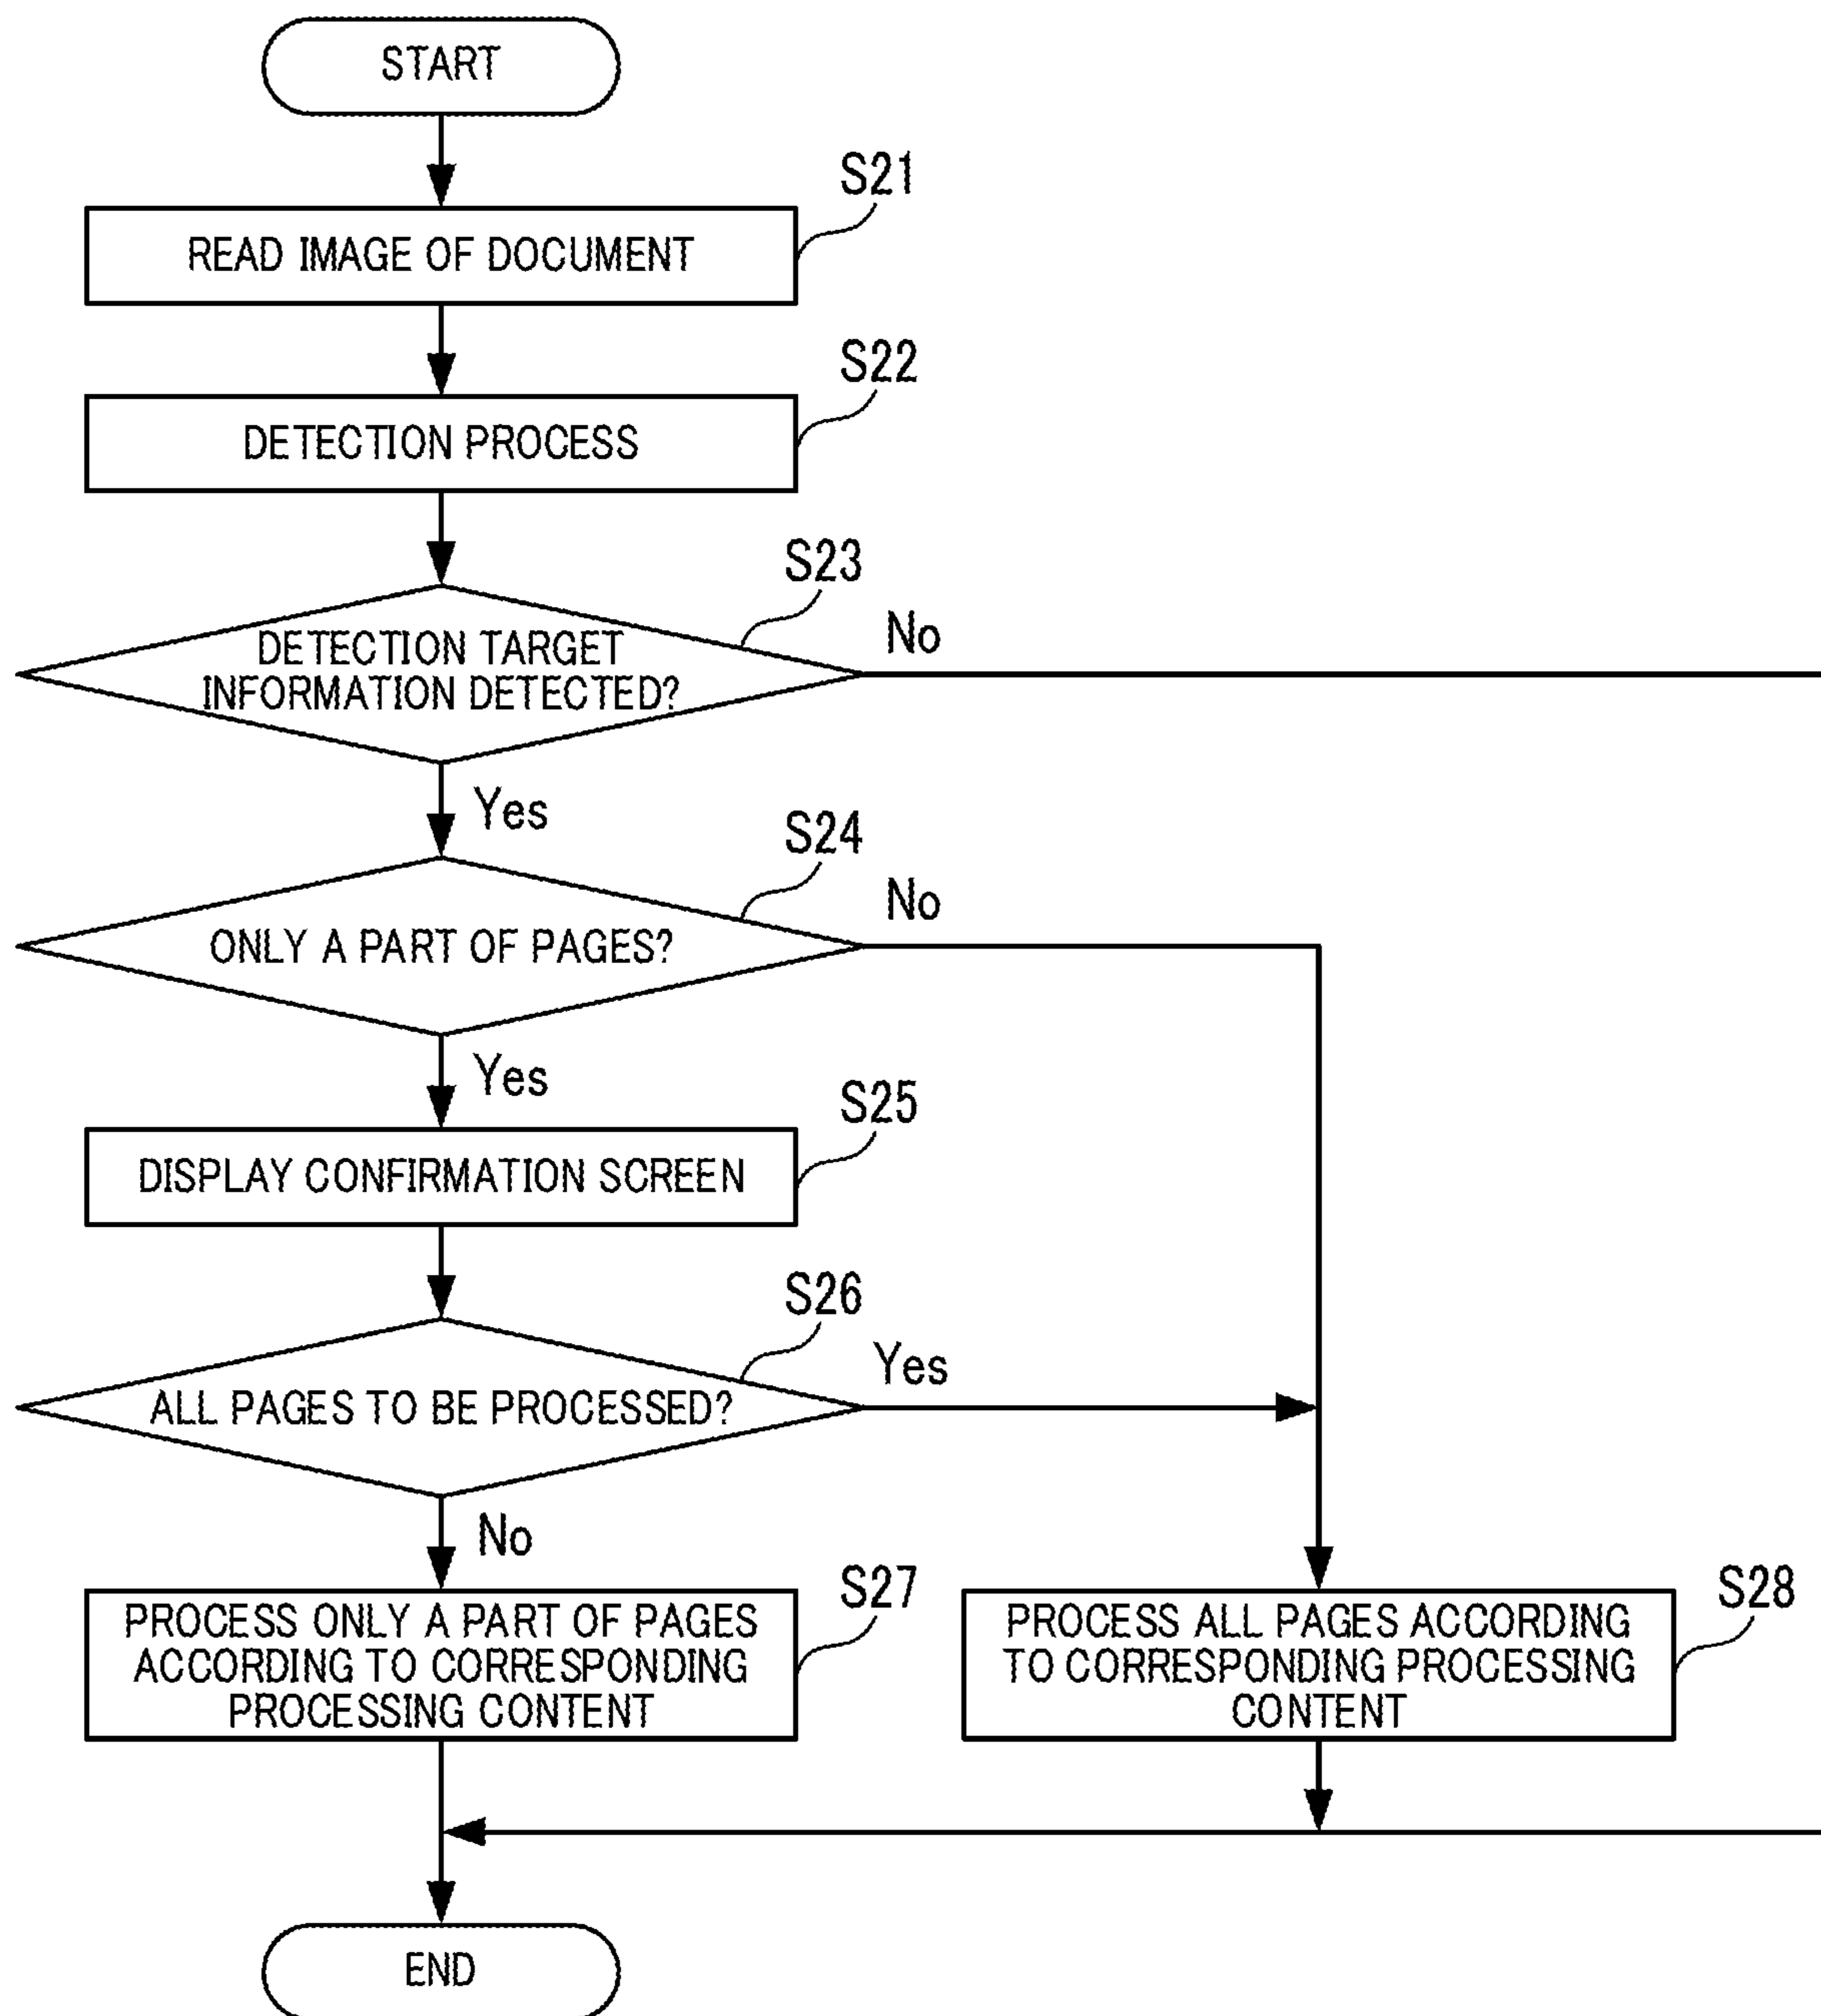 START
S21
READ IMAGE OF DOCUMENT
S22
DETECTION PROCESS
S23
DETECTION TARGET
INFORMATION DETECTED?
No
Yes
S24
ONLY A PART OF PAGES?
No
Yes
S25
DISPLAY CONFIRMATION SCREEN
S26
ALL PAGES TO BE PROCESSED?
Yes
No
S27
PROCESS ONLY A PART OF PAGES
ACCORDING TO CORRESPONDING
PROCESSING CONTENT
S28
PROCESS ALL PAGES ACCORDING
TO CORRESPONDING PROCESSING
CONTENT
END